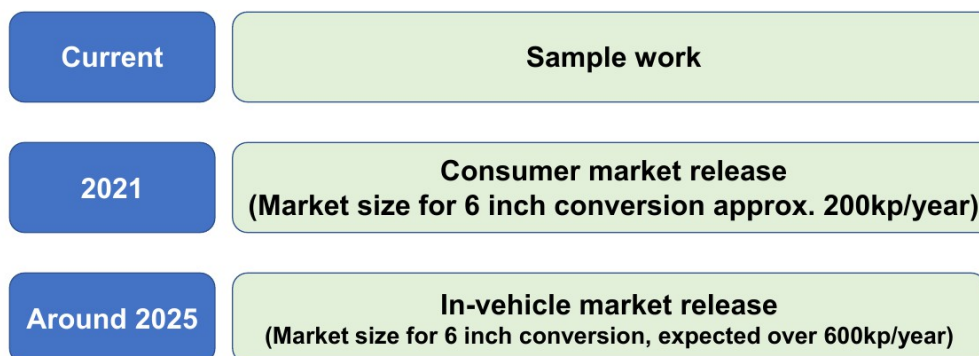 Current
Sample work
2021
Consumer market release
(Market size for 6 inch conversion approx. 200kp/year)
Around 2025
In-vehicle market release
(Market size for 6 inch conversion, expected over 600kp/year)